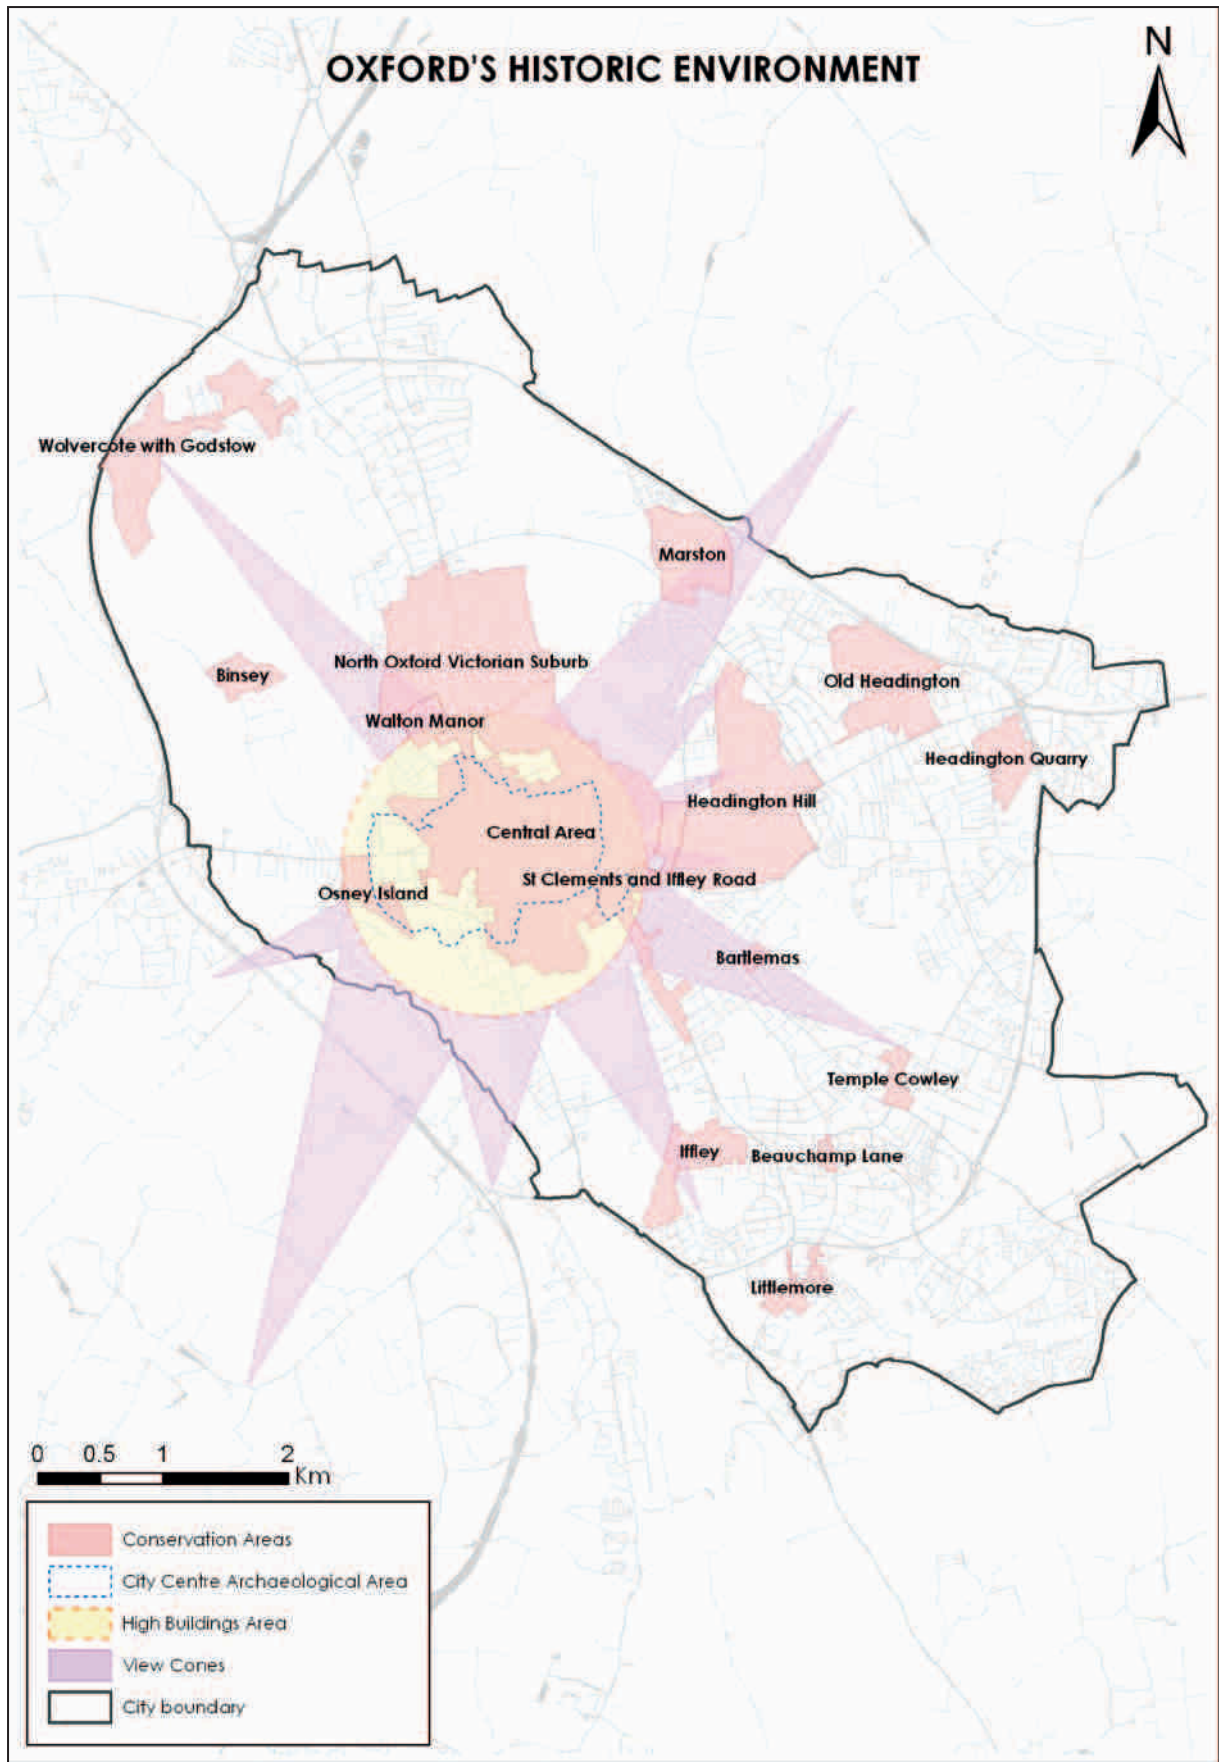 N
OXFORD'S HISTORIC ENVIRONMENT
Wolvercote with Godstow
Marston
North Oxford Victorian Suburb
Binsey
Old Headington
Walton Manor
Headington Quarry
Headington Hill
Central Area
St Clements and Iffley Road
Osney Island
Bartlemas
Temple Cowley
Iffley
Beauchamp Lane
Littlemore
0 0.5 1 2
Km
Conservation Areas
City Centre Archaeological Area
High Buildings Area
View Cones
City boundary